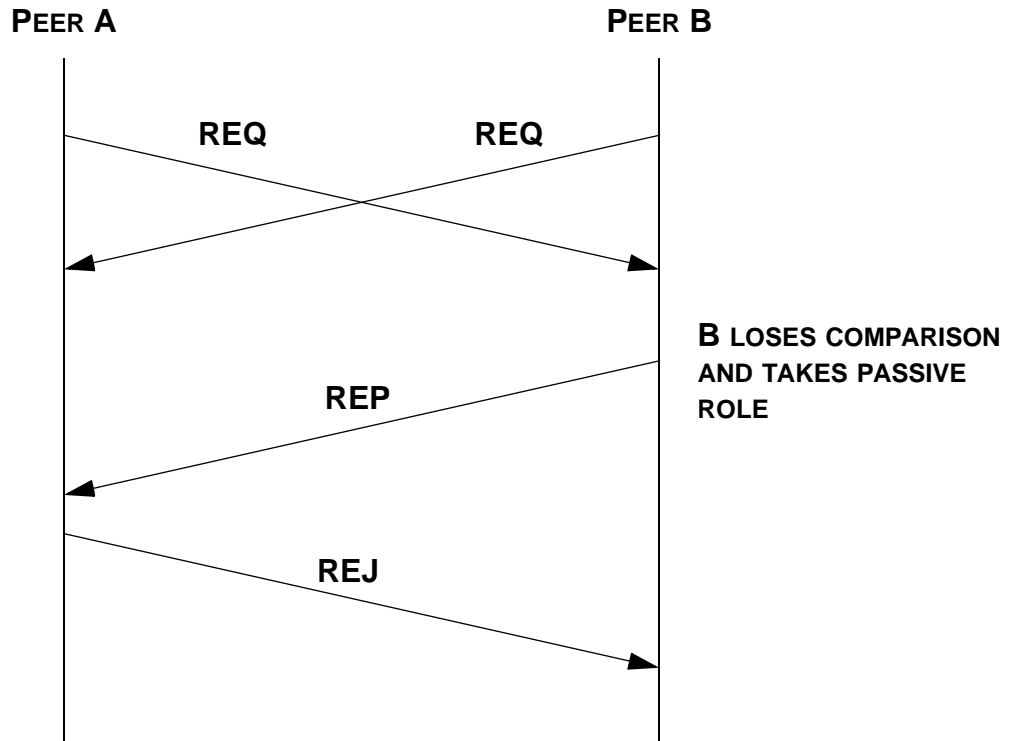 PEER A PEER B
REQ REQ
B LOSES COMPARISON
AND TAKES PASSIVE
ROLE
REP
REJ